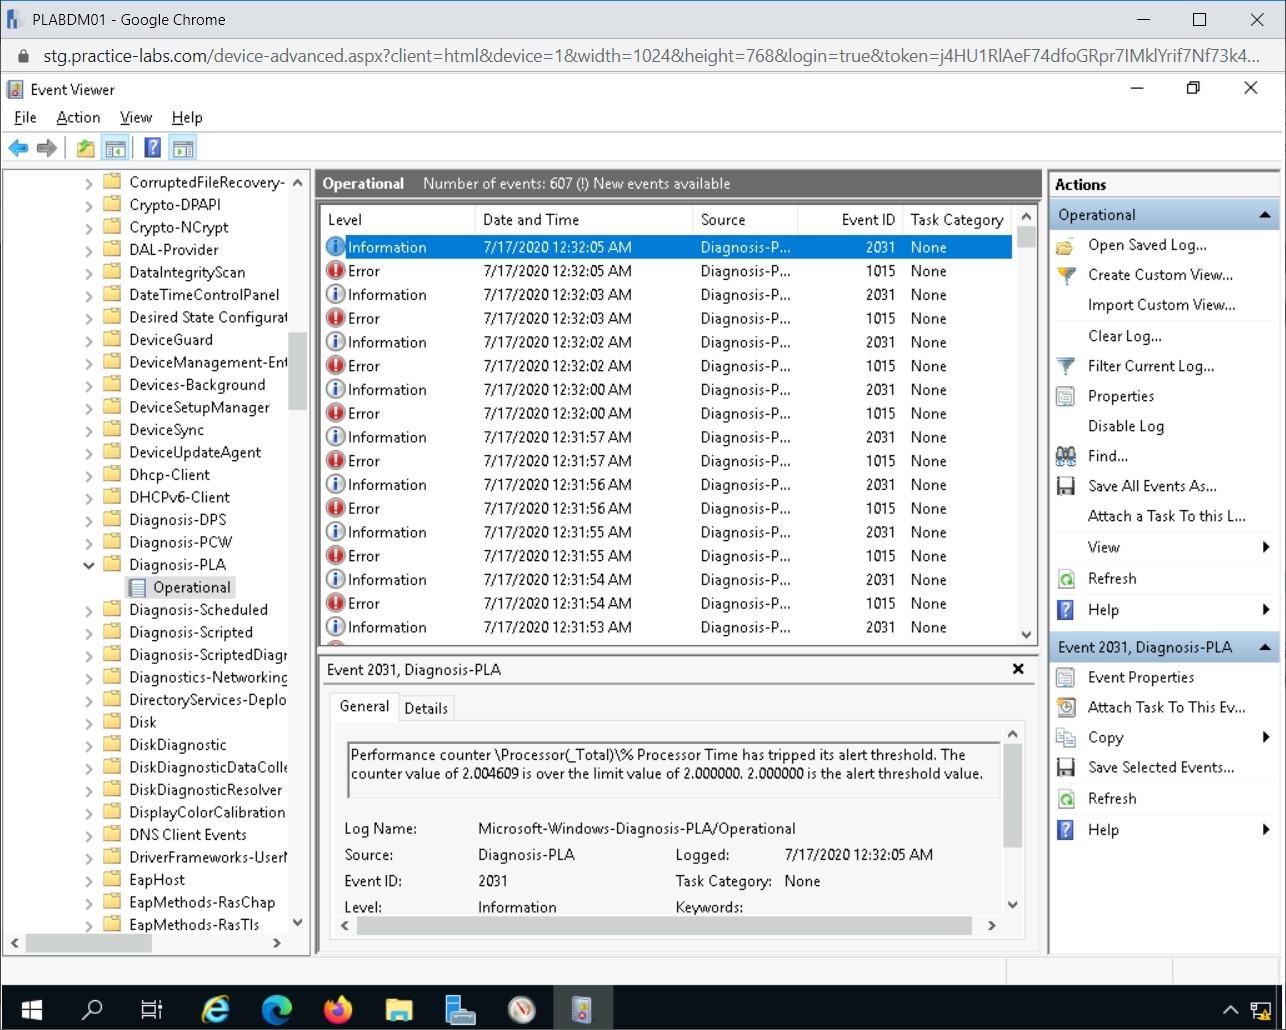 PLABDM01 - Google Chrome
stg.practice-labs.com/device-advanced.aspx?client=html&device=1&width=1024&height=768&login=true&token=j4HU1RlAeF74dfoGRpr7IMklYrif7Nf73k4...
Event Viewer
File Action View Help
CorruptedFileRecovery-
Crypto-DPAPI
Crypto-NCrypt
DAL-Provider
DataIntegrityScan
DateTimeControlPanel
Desired State Configurat
DeviceGuard
DeviceManagement-Ent
Devices-Background
DeviceSetupManager
DeviceSync
DeviceUpdateAgent
Dhcp-Client
DHCPv6-Client
Diagnosis-DPS
Diagnosis-PCW
Diagnosis-PLA
Operational
Diagnosis-Scheduled
Diagnosis-Scripted
Diagnosis-ScriptedDiagr
Diagnostics-Networking
DirectoryServices-Deplo
Disk
DiskDiagnostic
DiskDiagnosticDataColle
DiskDiagnosticResolver
DisplayColorCalibration
DNS Client Events
DriverFrameworks-UserM
EapHost
EapMethods-RasChap
EapMethods-RasTls
Operational Number of events: 607 (!) New events available
Level Date and Time Source Event ID Task Category
Information 7/17/2020 12:32:05 AM Diagnosis-P... 2031 None
Error 7/17/2020 12:32:05 AM Diagnosis-P... 1015 None
Information 7/17/2020 12:32:03 AM Diagnosis-P... 2031 None
Error 7/17/2020 12:32:03 AM Diagnosis-P... 1015 None
Information 7/17/2020 12:32:02 AM Diagnosis-P... 2031 None
Error 7/17/2020 12:32:02 AM Diagnosis-P... 1015 None
Information 7/17/2020 12:32:00 AM Diagnosis-P... 2031 None
Error 7/17/2020 12:32:00 AM Diagnosis-P... 1015 None
Information 7/17/2020 12:31:57 AM Diagnosis-P... 2031 None
Error 7/17/2020 12:31:57 AM Diagnosis-P... 1015 None
Information 7/17/2020 12:31:56 AM Diagnosis-P... 2031 None
Error 7/17/2020 12:31:56 AM Diagnosis-P... 1015 None
Information 7/17/2020 12:31:55 AM Diagnosis-P... 2031 None
Error 7/17/2020 12:31:55 AM Diagnosis-P... 1015 None
Information 7/17/2020 12:31:54 AM Diagnosis-P... 2031 None
Error 7/17/2020 12:31:54 AM Diagnosis-P... 1015 None
Information 7/17/2020 12:31:53 AM Diagnosis-P... 2031 None
Event 2031, Diagnosis-PLA
General Details
Performance counter \Processor(_Total)\% Processor Time has tripped its alert threshold. The
counter value of 2.004609 is over the limit value of 2.000000. 2.000000 is the alert threshold value.
Log Name: Microsoft-Windows-Diagnosis-PLA/Operational
Source: Diagnosis-PLA Logged: 7/17/2020 12:32:05 AM
Event ID: 2031 Task Category: None
Level: Information Keywords:
Actions
Operational
Open Saved Log...
Create Custom View...
Import Custom View...
Clear Log...
Filter Current Log...
Properties
Disable Log
Find...
Save All Events As...
Attach a Task To this L...
View
Refresh
Help
Event 2031, Diagnosis-PLA
Event Properties
Attach Task To This Ev...
Copy
Save Selected Events...
Refresh
Help